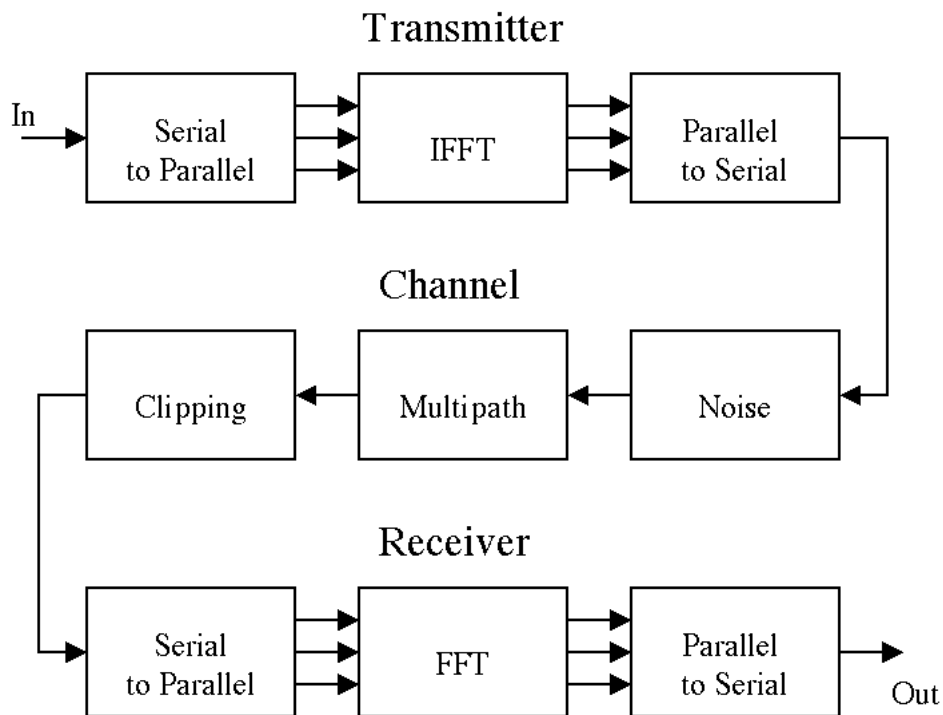 Transmitter
In
Serial
to Parallel
IFFT
Parallel
to Serial
Channel
Clipping
Multipath
Noise
Receiver
Serial
to Parallel
FFT
Parallel
to Serial
Out